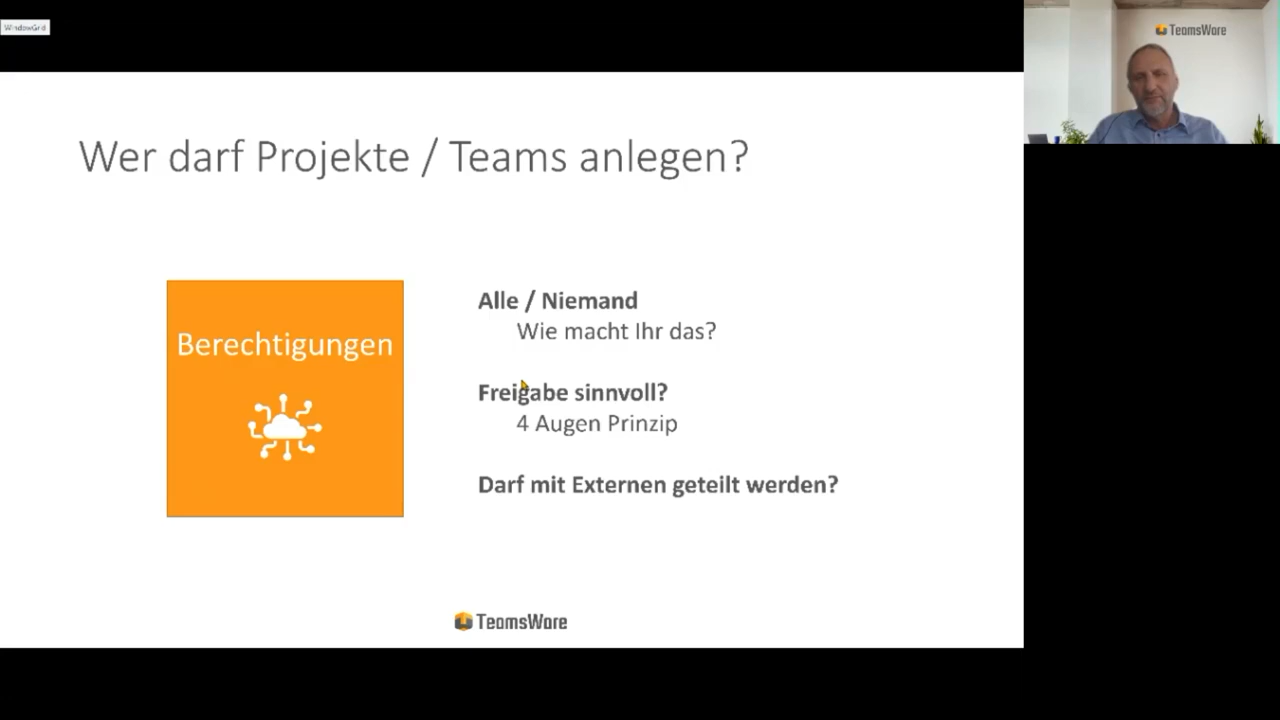 WindowGrid
TeamsWare
Wer darf Projekte / Teams anlegen?
Berechtigungen
Alle / Niemand
Wie macht Ihr das?
Freigabe sinnvoll?
4 Augen Prinzip
Darf mit Externen geteilt werden?
TeamsWare